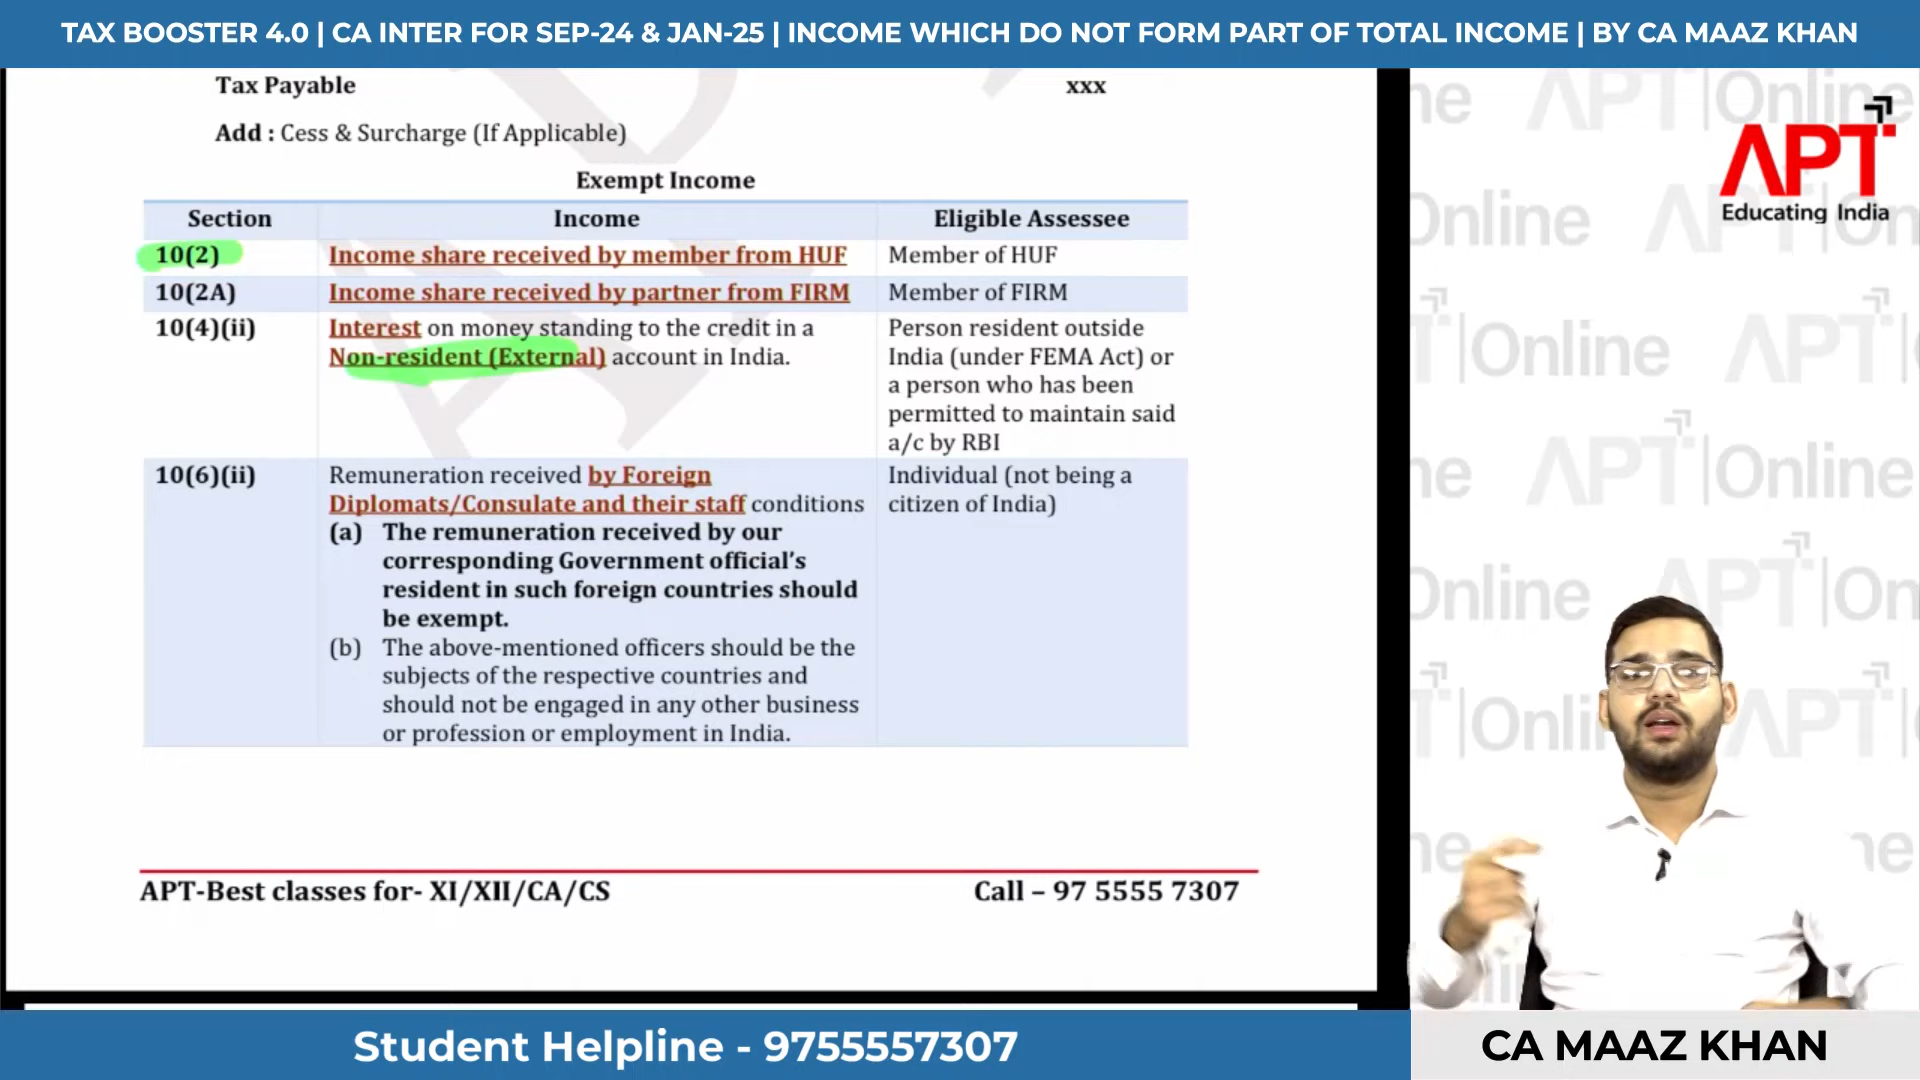 TAX BOOSTER 4.0 | CA INTER FOR SEP-24 & JAN-25 | INCOME WHICH DO NOT FORM PART OF TOTAL INCOME | BY CA MAAZ KHAN
Tax Payable xxx
Add : Cess & Surcharge (If Applicable)
Exempt Income
Section Income Eligible Assessee
10(2) Income share received by member from HUF Member of HUF
10(2A) Income share received by partner from FIRM Member of FIRM
10(4)(ii) Interest on money standing to the credit in a Person resident outside
Non-resident (External) account in India. India (under FEMA Act) or
a person who has been
permitted to maintain said
a/c by RBI
10(6)(ii) Remuneration received by Foreign Individual (not being a
Diplomats/Consulate and their staff conditions citizen of India)
(a) The remuneration received by our
corresponding Government official's
resident in such foreign countries should
be exempt.
(b) The above-mentioned officers should be the
subjects of the respective countries and
should not be engaged in any other business
or profession or employment in India.
APT-Best classes for- XI/XII/CA/CS Call – 97 5555 7307
APT
Educating India
APT|Online
Student Helpline - 9755557307
CA MAAZ KHAN